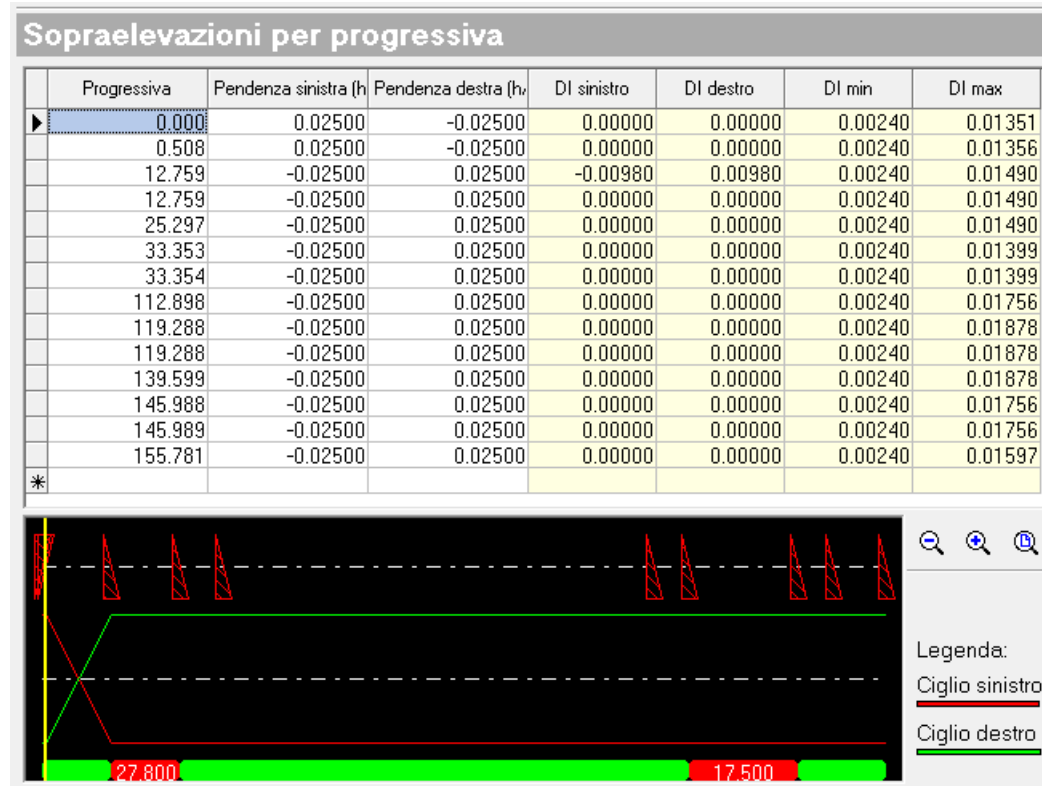 Sopraelevazioni per progressiva
Progressiva Pendenza sinistra (h Pendenza destra (h/ DI sinistro DI destro DI min DI max
0.000 0.02500 -0.02500 0.00000 0.00000 0.00240 0.01351
0.508 0.02500 -0.02500 0.00000 0.00000 0.00240 0.01356
12.759 -0.02500 0.02500 -0.00980 0.00980 0.00240 0.01490
12.759 -0.02500 0.02500 0.00000 0.00000 0.00240 0.01490
25.297 -0.02500 0.02500 0.00000 0.00000 0.00240 0.01490
33.353 -0.02500 0.02500 0.00000 0.00000 0.00240 0.01399
33.354 -0.02500 0.02500 0.00000 0.00000 0.00240 0.01399
112.898 -0.02500 0.02500 0.00000 0.00000 0.00240 0.01756
119.288 -0.02500 0.02500 0.00000 0.00000 0.00240 0.01878
119.288 -0.02500 0.02500 0.00000 0.00000 0.00240 0.01878
139.599 -0.02500 0.02500 0.00000 0.00000 0.00240 0.01878
145.988 -0.02500 0.02500 0.00000 0.00000 0.00240 0.01756
145.989 -0.02500 0.02500 0.00000 0.00000 0.00240 0.01756
155.781 -0.02500 0.02500 0.00000 0.00000 0.00240 0.01597
Legenda:
Ciglio sinistro
Ciglio destro
27.800 17.500